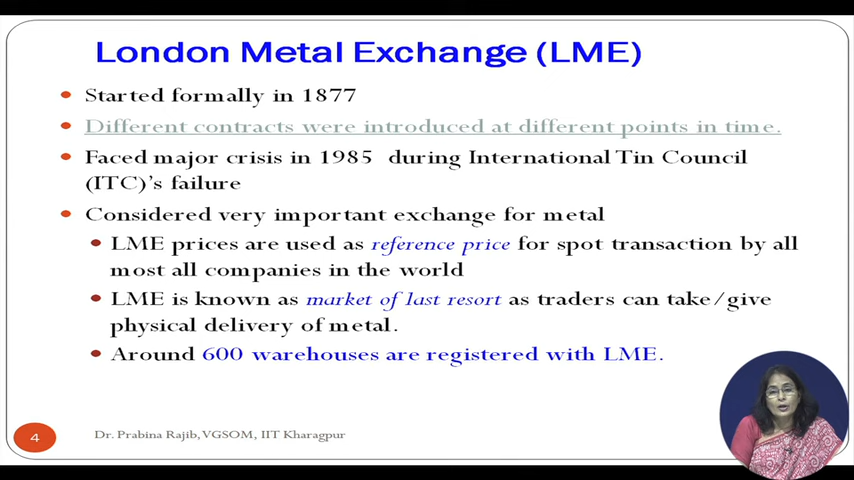 London Metal Exchange (LME)
Started formally in 1877
Different contracts were introduced at different points in time.
Faced major crisis in 1985 during International Tin Council
(ITC)'s failure
Considered very important exchange for metal
LME prices are used as reference price for spot transaction by all
most all companies in the world
LME is known as market of last resort as traders can take/give
physical delivery of metal.
Around 600 warehouses are registered with LME.
4
Dr. Prabina Rajib, VGSOM, IIT Kharagpur